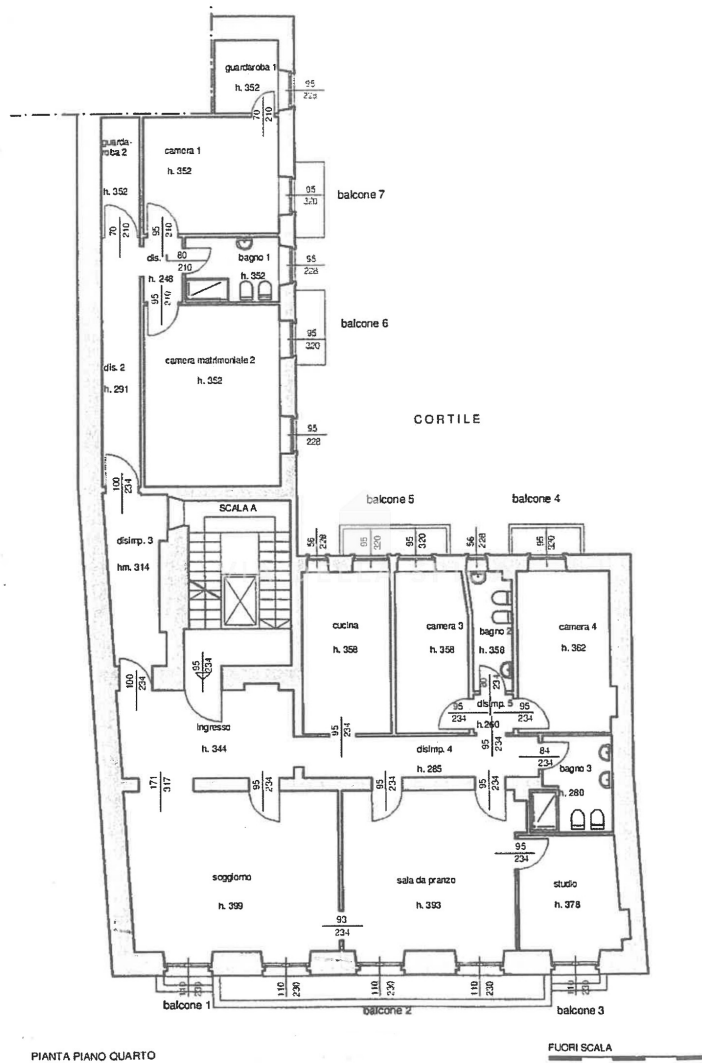 guardaroba 1
h. 352
95
228
70
210
guarda-
roba 2
h. 352
camera 1
h. 352
95
320
balcone 7
70
210
95
210
dis. 1
h. 248
80
210
bagno 1
h. 352
95
228
95
210
95
320
balcone 6
camera matrimoniale 2
h. 352
dis. 2
h. 291
95
228
CORTILE
100
234
SCALA A
balcone 5
balcone 4
56
228
95
320
95
320
56
228
95
320
disimp. 3
hm. 314
cucina
h. 358
camera 3
h. 358
bagno 2
h. 358
camera 4
h. 362
95
234
100
234
80
234
95
234
disimp. 5
h. 260
95
234
ingresso
h. 344
95
234
disimp. 4
h. 285
95
234
84
234
bagno 3
h. 280
171
317
95
234
95
234
95
234
95
234
soggiorno
h. 399
sala da pranzo
h. 393
studio
h. 378
93
234
110
230
110
230
110
230
110
230
110
230
balcone 1
balcone 2
balcone 3
PIANTA PIANO QUARTO
FUORI SCALA